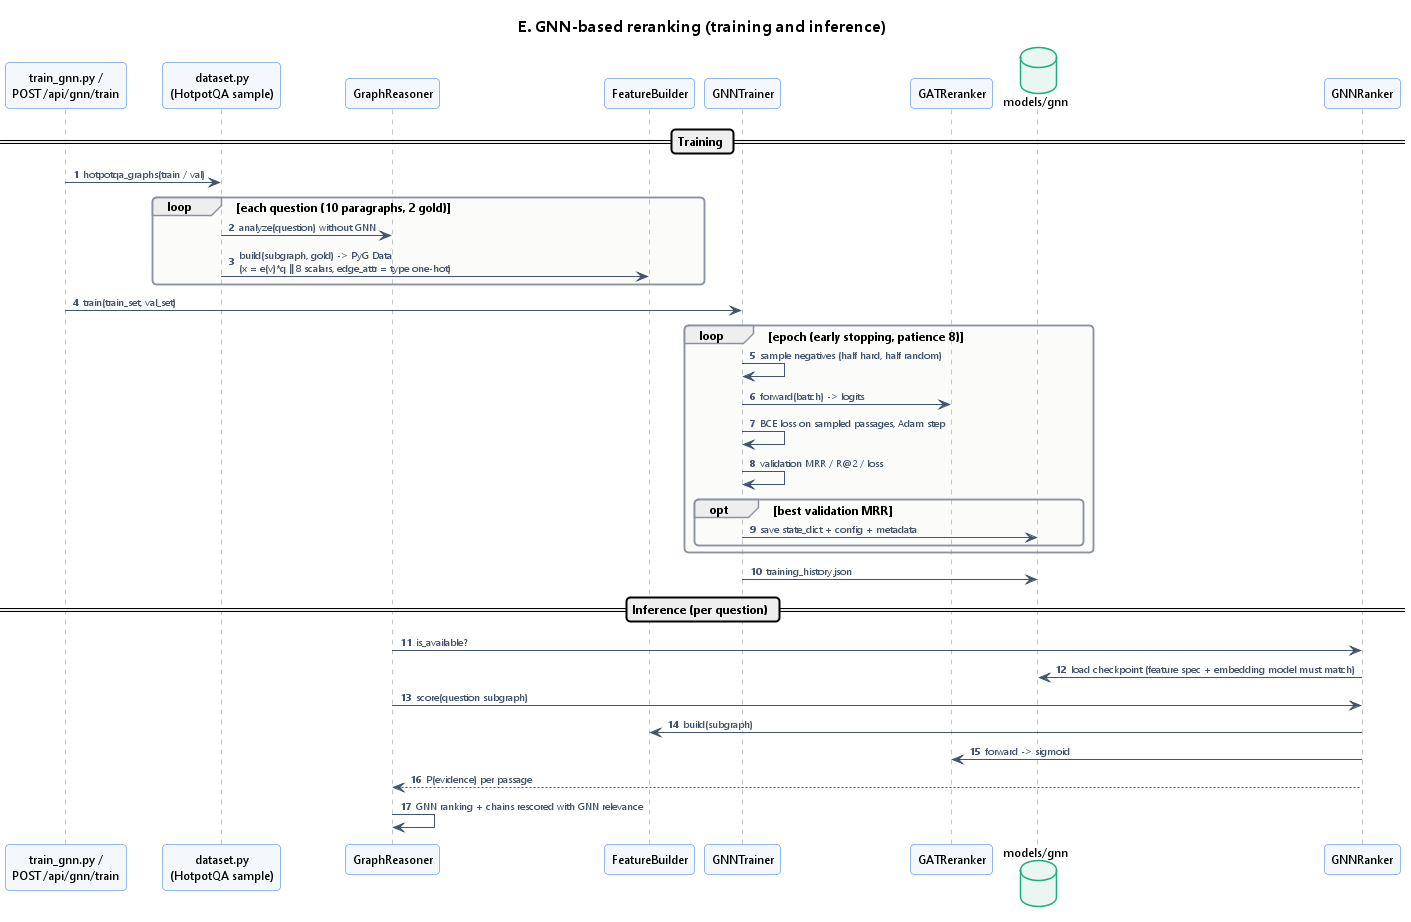 E. GNN-based reranking (training and inference)
train_gnn.py /
POST /api/gnn/train
dataset.py
(HotpotQA sample)
GraphReasoner
FeatureBuilder
GNNTrainer
GATReranker
models/gnn
GNNRanker
Training
1 hotpotqa_graphs(train / val)
loop [each question (10 paragraphs, 2 gold)]
2 analyze(question) without GNN
3 build(subgraph, gold) -> PyG Data
(x = e(v)*q || 8 scalars, edge_attr = type one-hot)
4 train(train_set, val_set)
loop [epoch (early stopping, patience 8)]
5 sample negatives (half hard, half random)
6 forward(batch) -> logits
7 BCE loss on sampled passages, Adam step
8 validation MRR / R@2 / loss
opt [best validation MRR]
9 save state_dict + config + metadata
10 training_history.json
Inference (per question)
11 is_available?
12 load checkpoint (feature spec + embedding model must match)
13 score(question subgraph)
14 build(subgraph)
15 forward -> sigmoid
16 P(evidence) per passage
17 GNN ranking + chains rescored with GNN relevance
train_gnn.py /
POST /api/gnn/train
dataset.py
(HotpotQA sample)
GraphReasoner
FeatureBuilder
GNNTrainer
GATReranker
models/gnn
GNNRanker